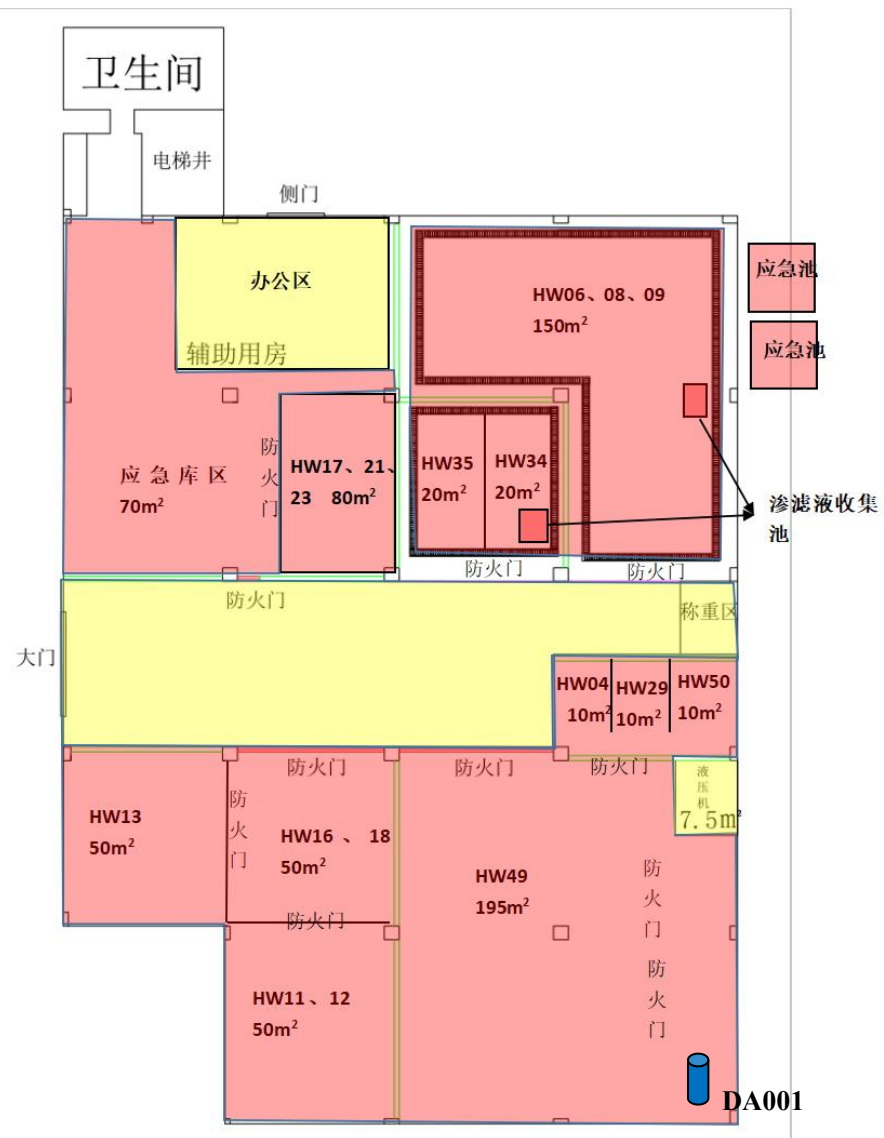 卫生间
电梯井
侧门
办公区
辅助用房
HW06、08、09
150m²
应急池
应急池
应急库区
70m²
防火门
HW17、21、
23 80m²
HW35
20m²
HW34
20m²
渗滤液收集
池
防火门
防火门
防火门
称重区
大门
HW04
10m²
HW29
10m²
HW50
10m²
防火门
防火门
防火门
液压机
7.5m²
HW13
50m²
防火门
HW16 、 18
50m²
防火门
HW49
195m²
防火门
防火门
HW11、12
50m²
DA001